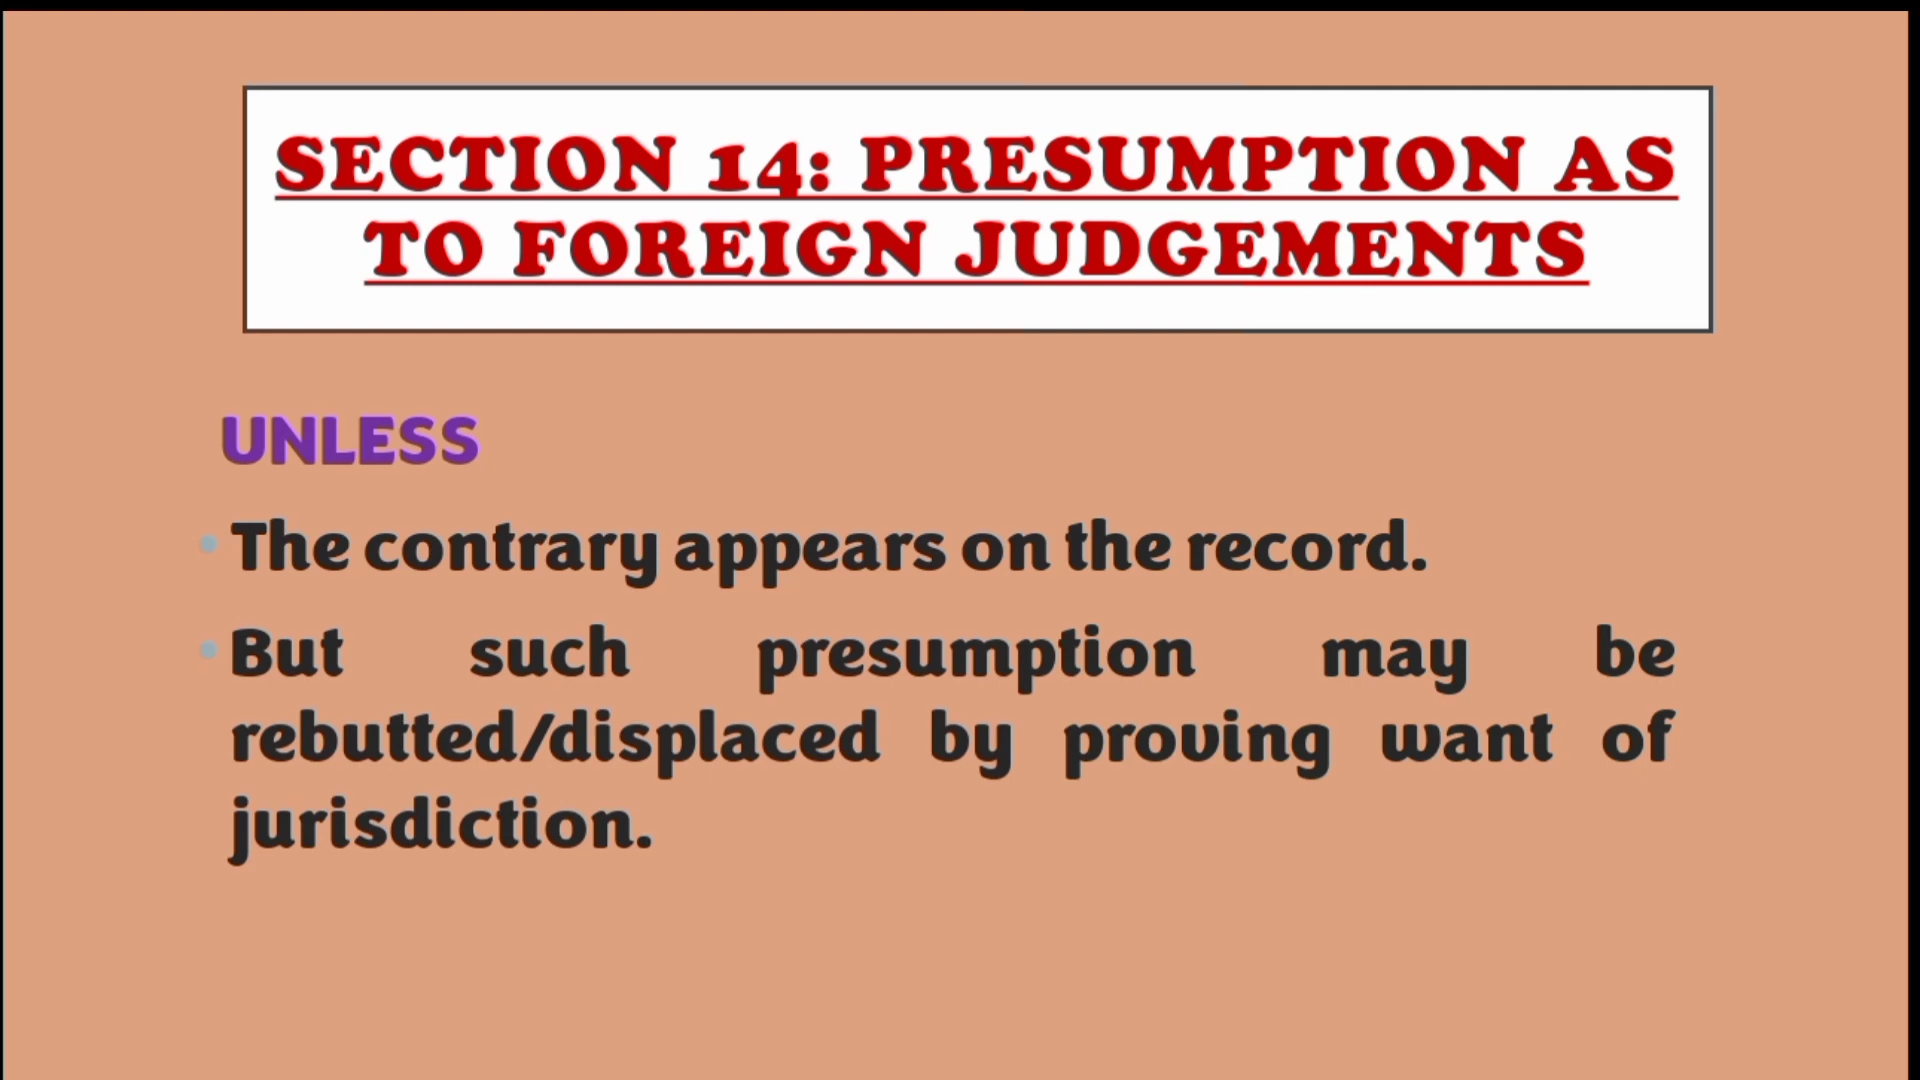 SECTION 14: PRESUMPTION AS
TO FOREIGN JUDGEMENTS
UNLESS
• The contrary appears on the record.
• But such presumption may be
rebutted/displaced by proving want of
jurisdiction.